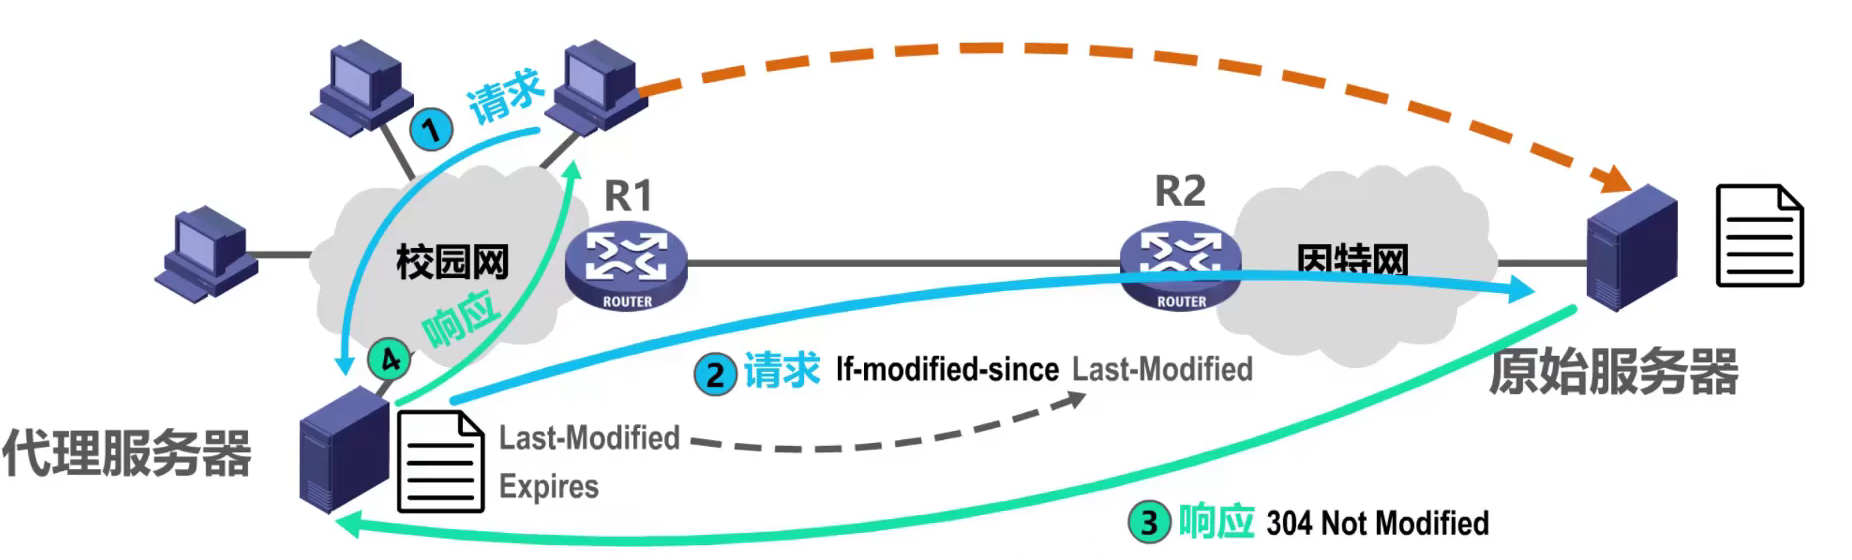 1 请求
R1
R2
校园网
ROUTER
ROUTER
因特网
4 响应
2 请求 If-modified-since Last-Modified
原始服务器
代理服务器
Last-Modified
Expires
3 响应 304 Not Modified